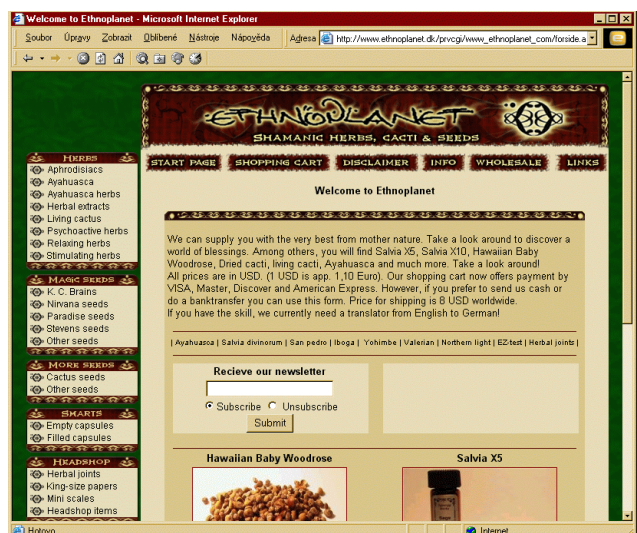 Welcome to Ethnoplanet - Microsoft Internet Explorer
Soubor Úpravy Zobrazit Oblíbené Nástroje Nápověda Adresa http://www.ethnoplanet.dk/prvcgi/www_ethnoplanet_com/forside.a
ETHNOPLANET
SHAMANIC HERBS, CACTI & SEEDS
START PAGE SHOPPING CART DISCLAIMER INFO WHOLESALE LINKS
HERBS
Aphrodisiacs
Ayahuasca
Ayahuasca herbs
Herbal extracts
Living cactus
Psychoactive herbs
Relaxing herbs
Stimulating herbs
MAGIC SEEDS
K. C. Brains
Nirvana seeds
Paradise seeds
Stevens seeds
Other seeds
MORE SEEDS
Cactus seeds
Other seeds
SMARTS
Empty capsules
Filled capsules
HEADSHOP
Herbal joints
King-size papers
Mini scales
Headshop items
Welcome to Ethnoplanet
We can supply you with the very best from mother nature. Take a look around to discover a
world of blessings. Among others, you will find Salvia X5, Salvia X10, Hawaiian Baby
Woodrose, Dried cacti, living cacti, Ayahuasca and much more. Take a look around!
All prices are in USD. (1 USD is app. 1,10 Euro). Our shopping cart now offers payment by
VISA, Master, Discover and American Express. However, if you prefer to send us cash or
do a banktransfer you can use this form. Price for shipping is 8 USD worldwide.
If you have the skill, we currently need a translator from English to German!
| Ayahuasca | Salvia divinorum | San pedro | Iboga | Yohimbe | Valerian | Northern light | EZ-test | Herbal joints |
Recieve our newsletter
Subscribe Unsubscribe
Submit
Hawaiian Baby Woodrose Salvia X5
Hotovo Internet